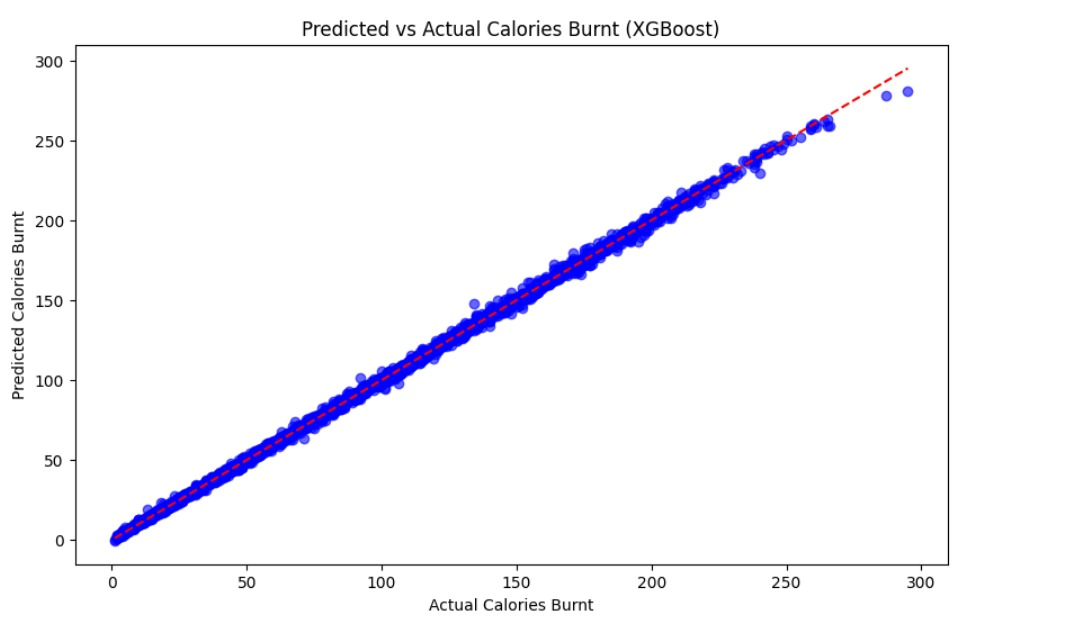 Predicted vs Actual Calories Burnt (XGBoost)
Predicted Calories Burnt
300
250
200
150
100
50
0
0 50 100 150 200 250 300
Actual Calories Burnt